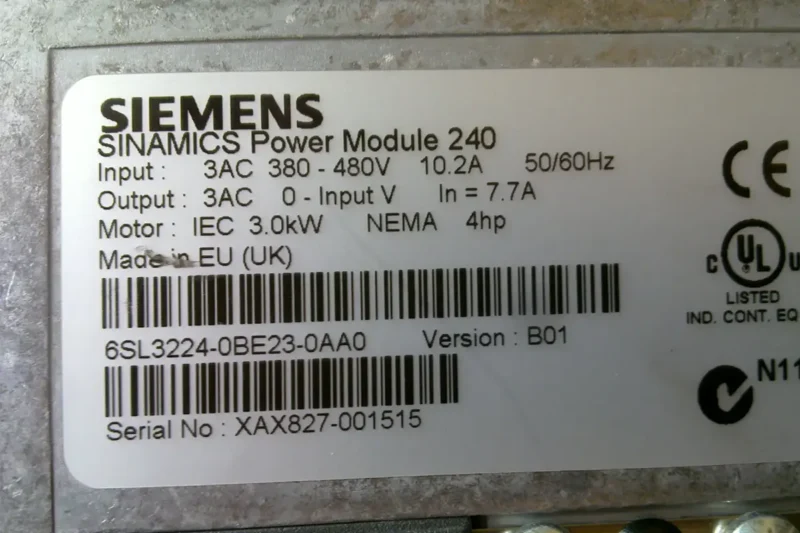 SIEMENS
SINAMICS Power Module 240
Input : 3AC 380 - 480V 10.2A 50/60Hz
Output : 3AC 0 - Input V In = 7.7A
Motor : IEC 3.0kW NEMA 4hp
Made in EU (UK)
6SL3224-0BE23-0AA0 Version : B01
Serial No : XAX827-001515
CE
C UL U
LISTED
IND. CONT. EQ
N11